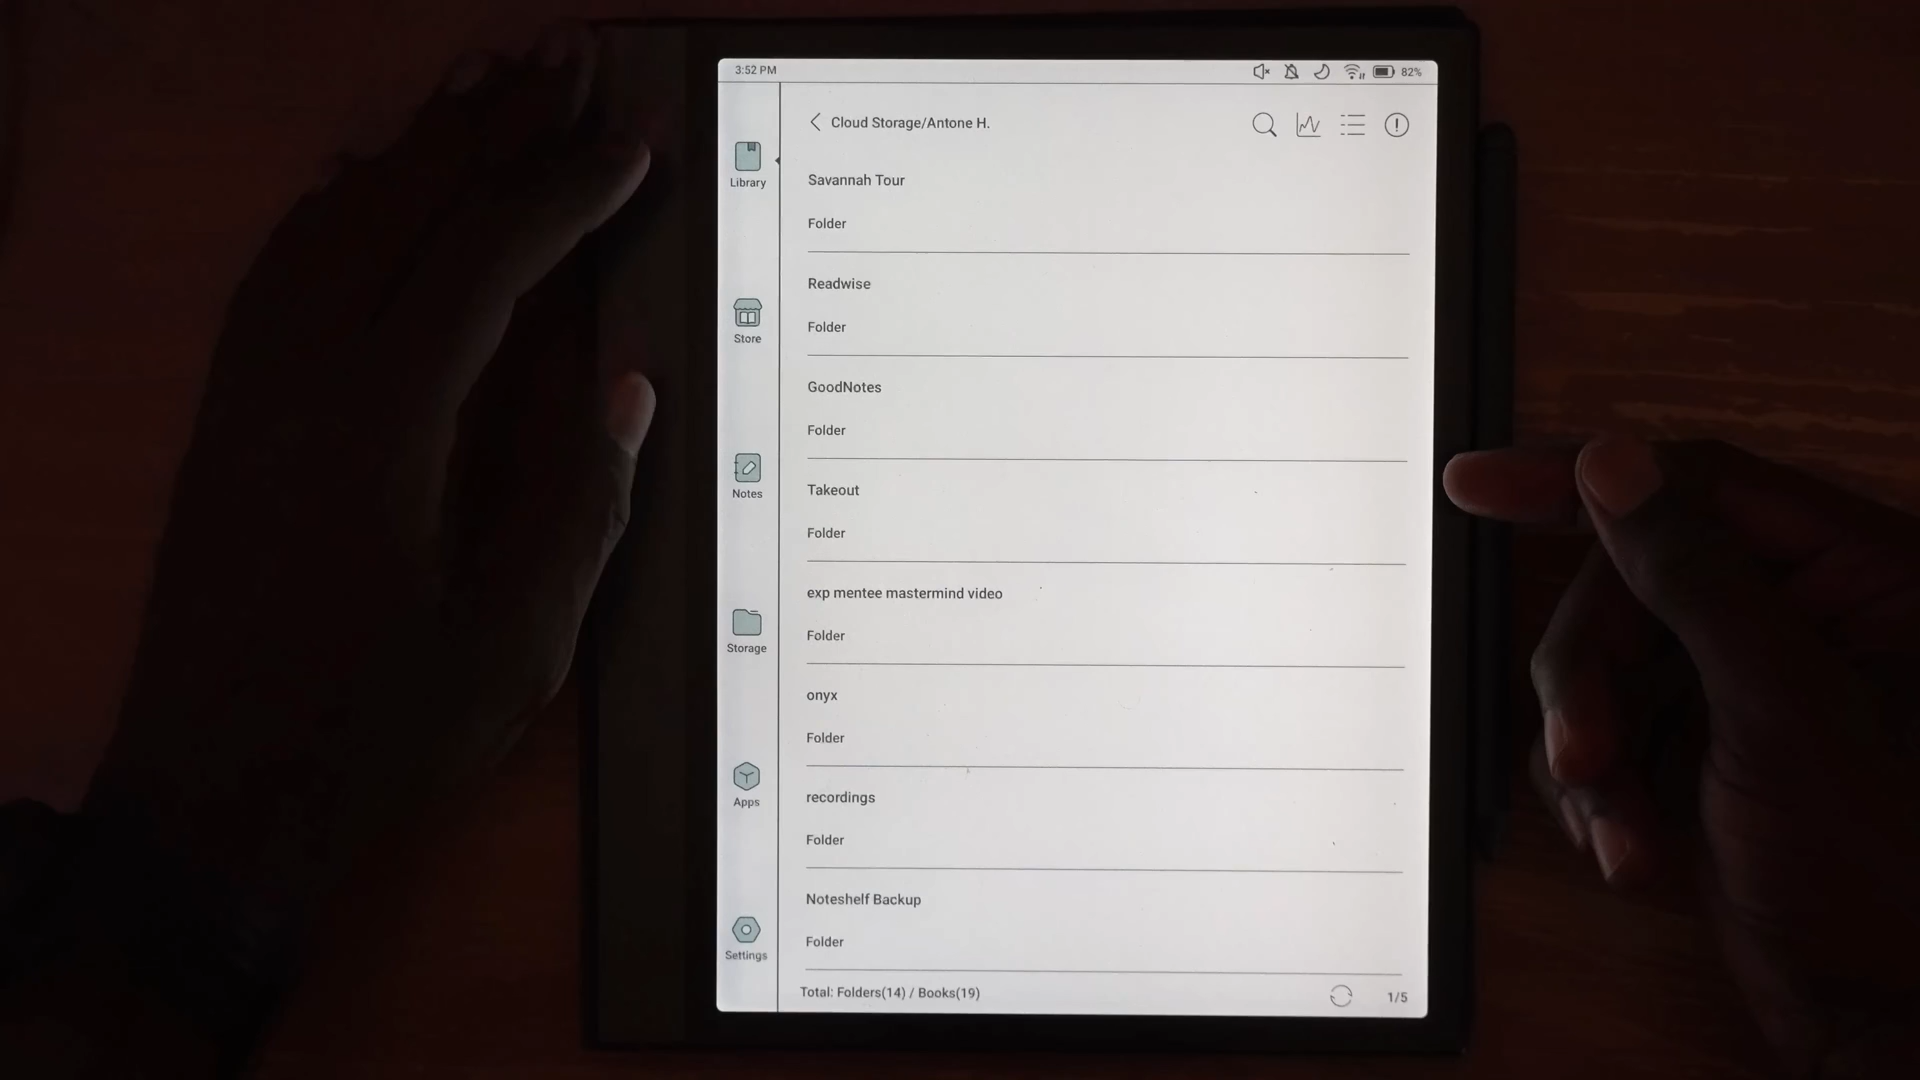 3:52 PM
82%
Cloud Storage/Antone H.
Library
Store
Notes
Storage
Apps
Settings
Savannah Tour
Folder
Readwise
Folder
GoodNotes
Folder
Takeout
Folder
exp mentee mastermind video
Folder
onyx
Folder
recordings
Folder
Noteshelf Backup
Folder
Total: Folders(14) / Books(19)
1/5